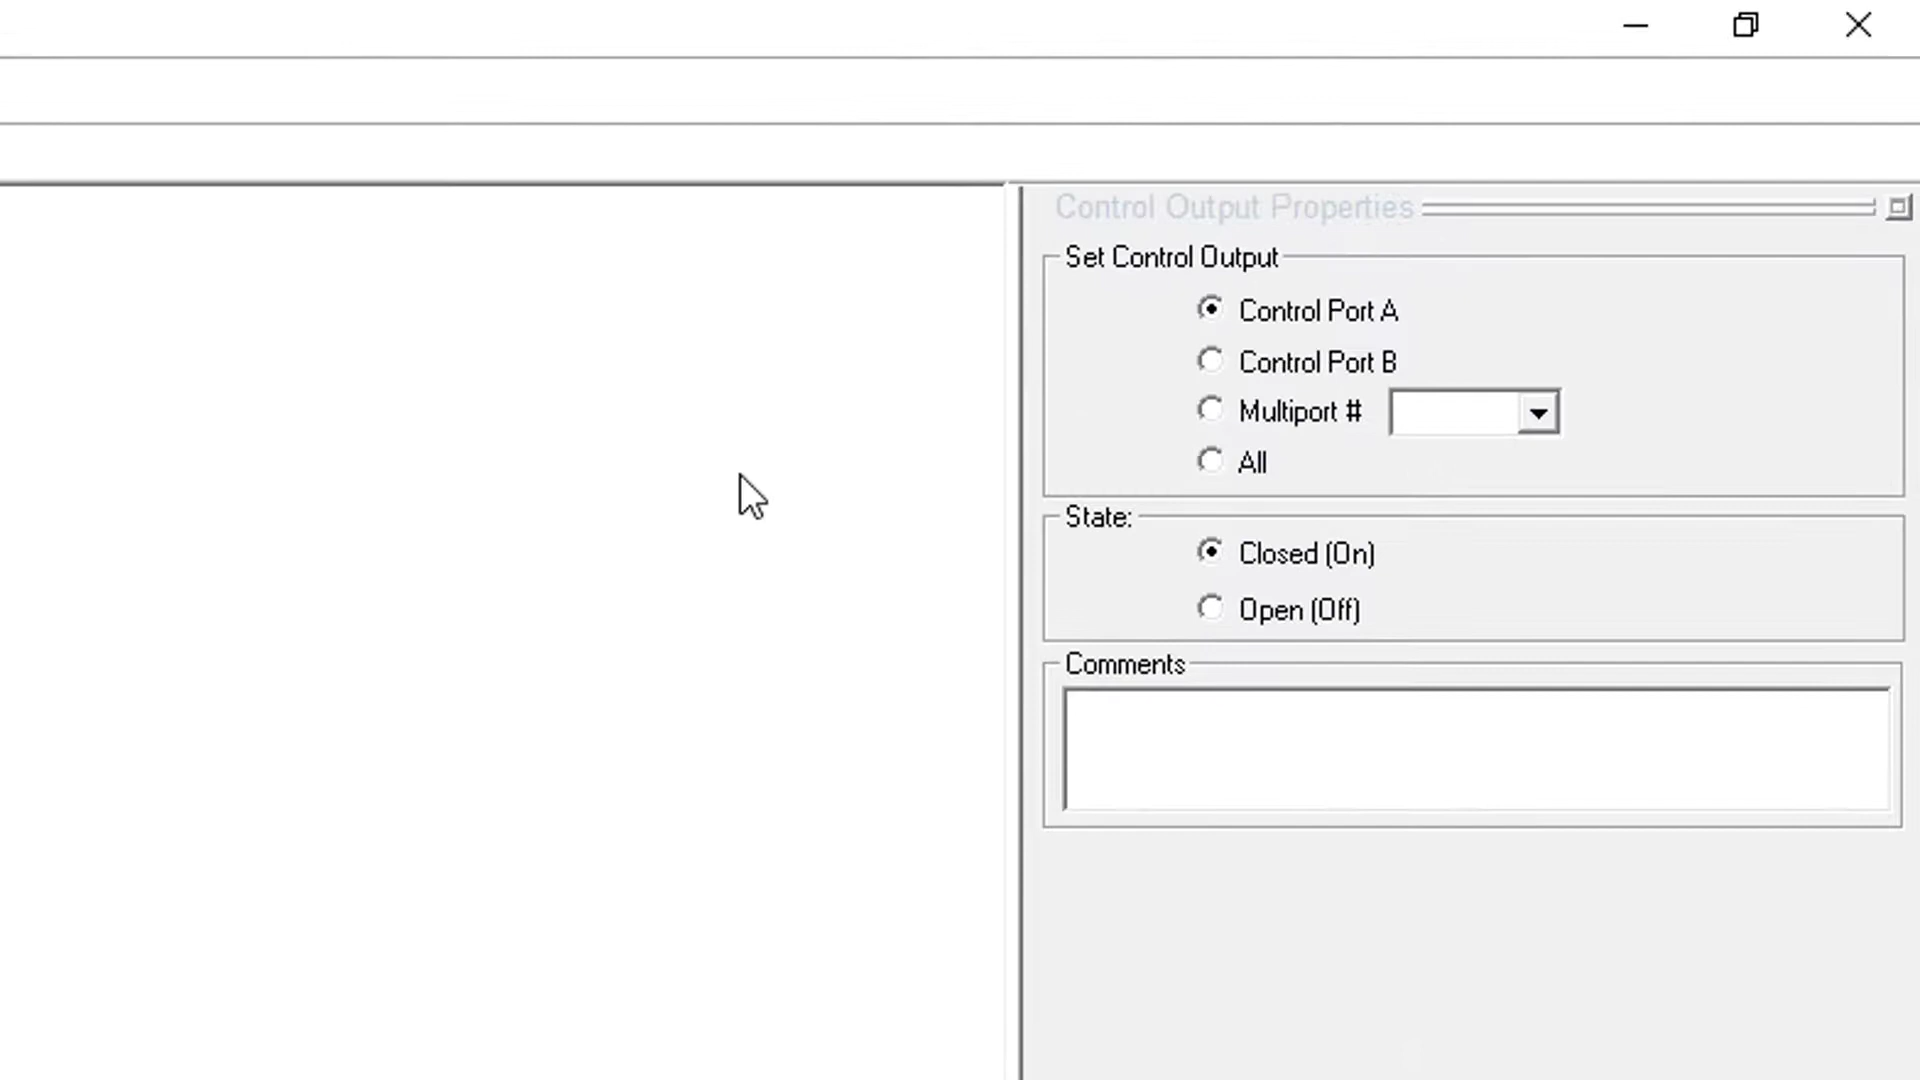 Control Output Properties
Set Control Output
Control Port A
Control Port B
Multiport #
All
State:
Closed (On)
Open (Off)
Comments